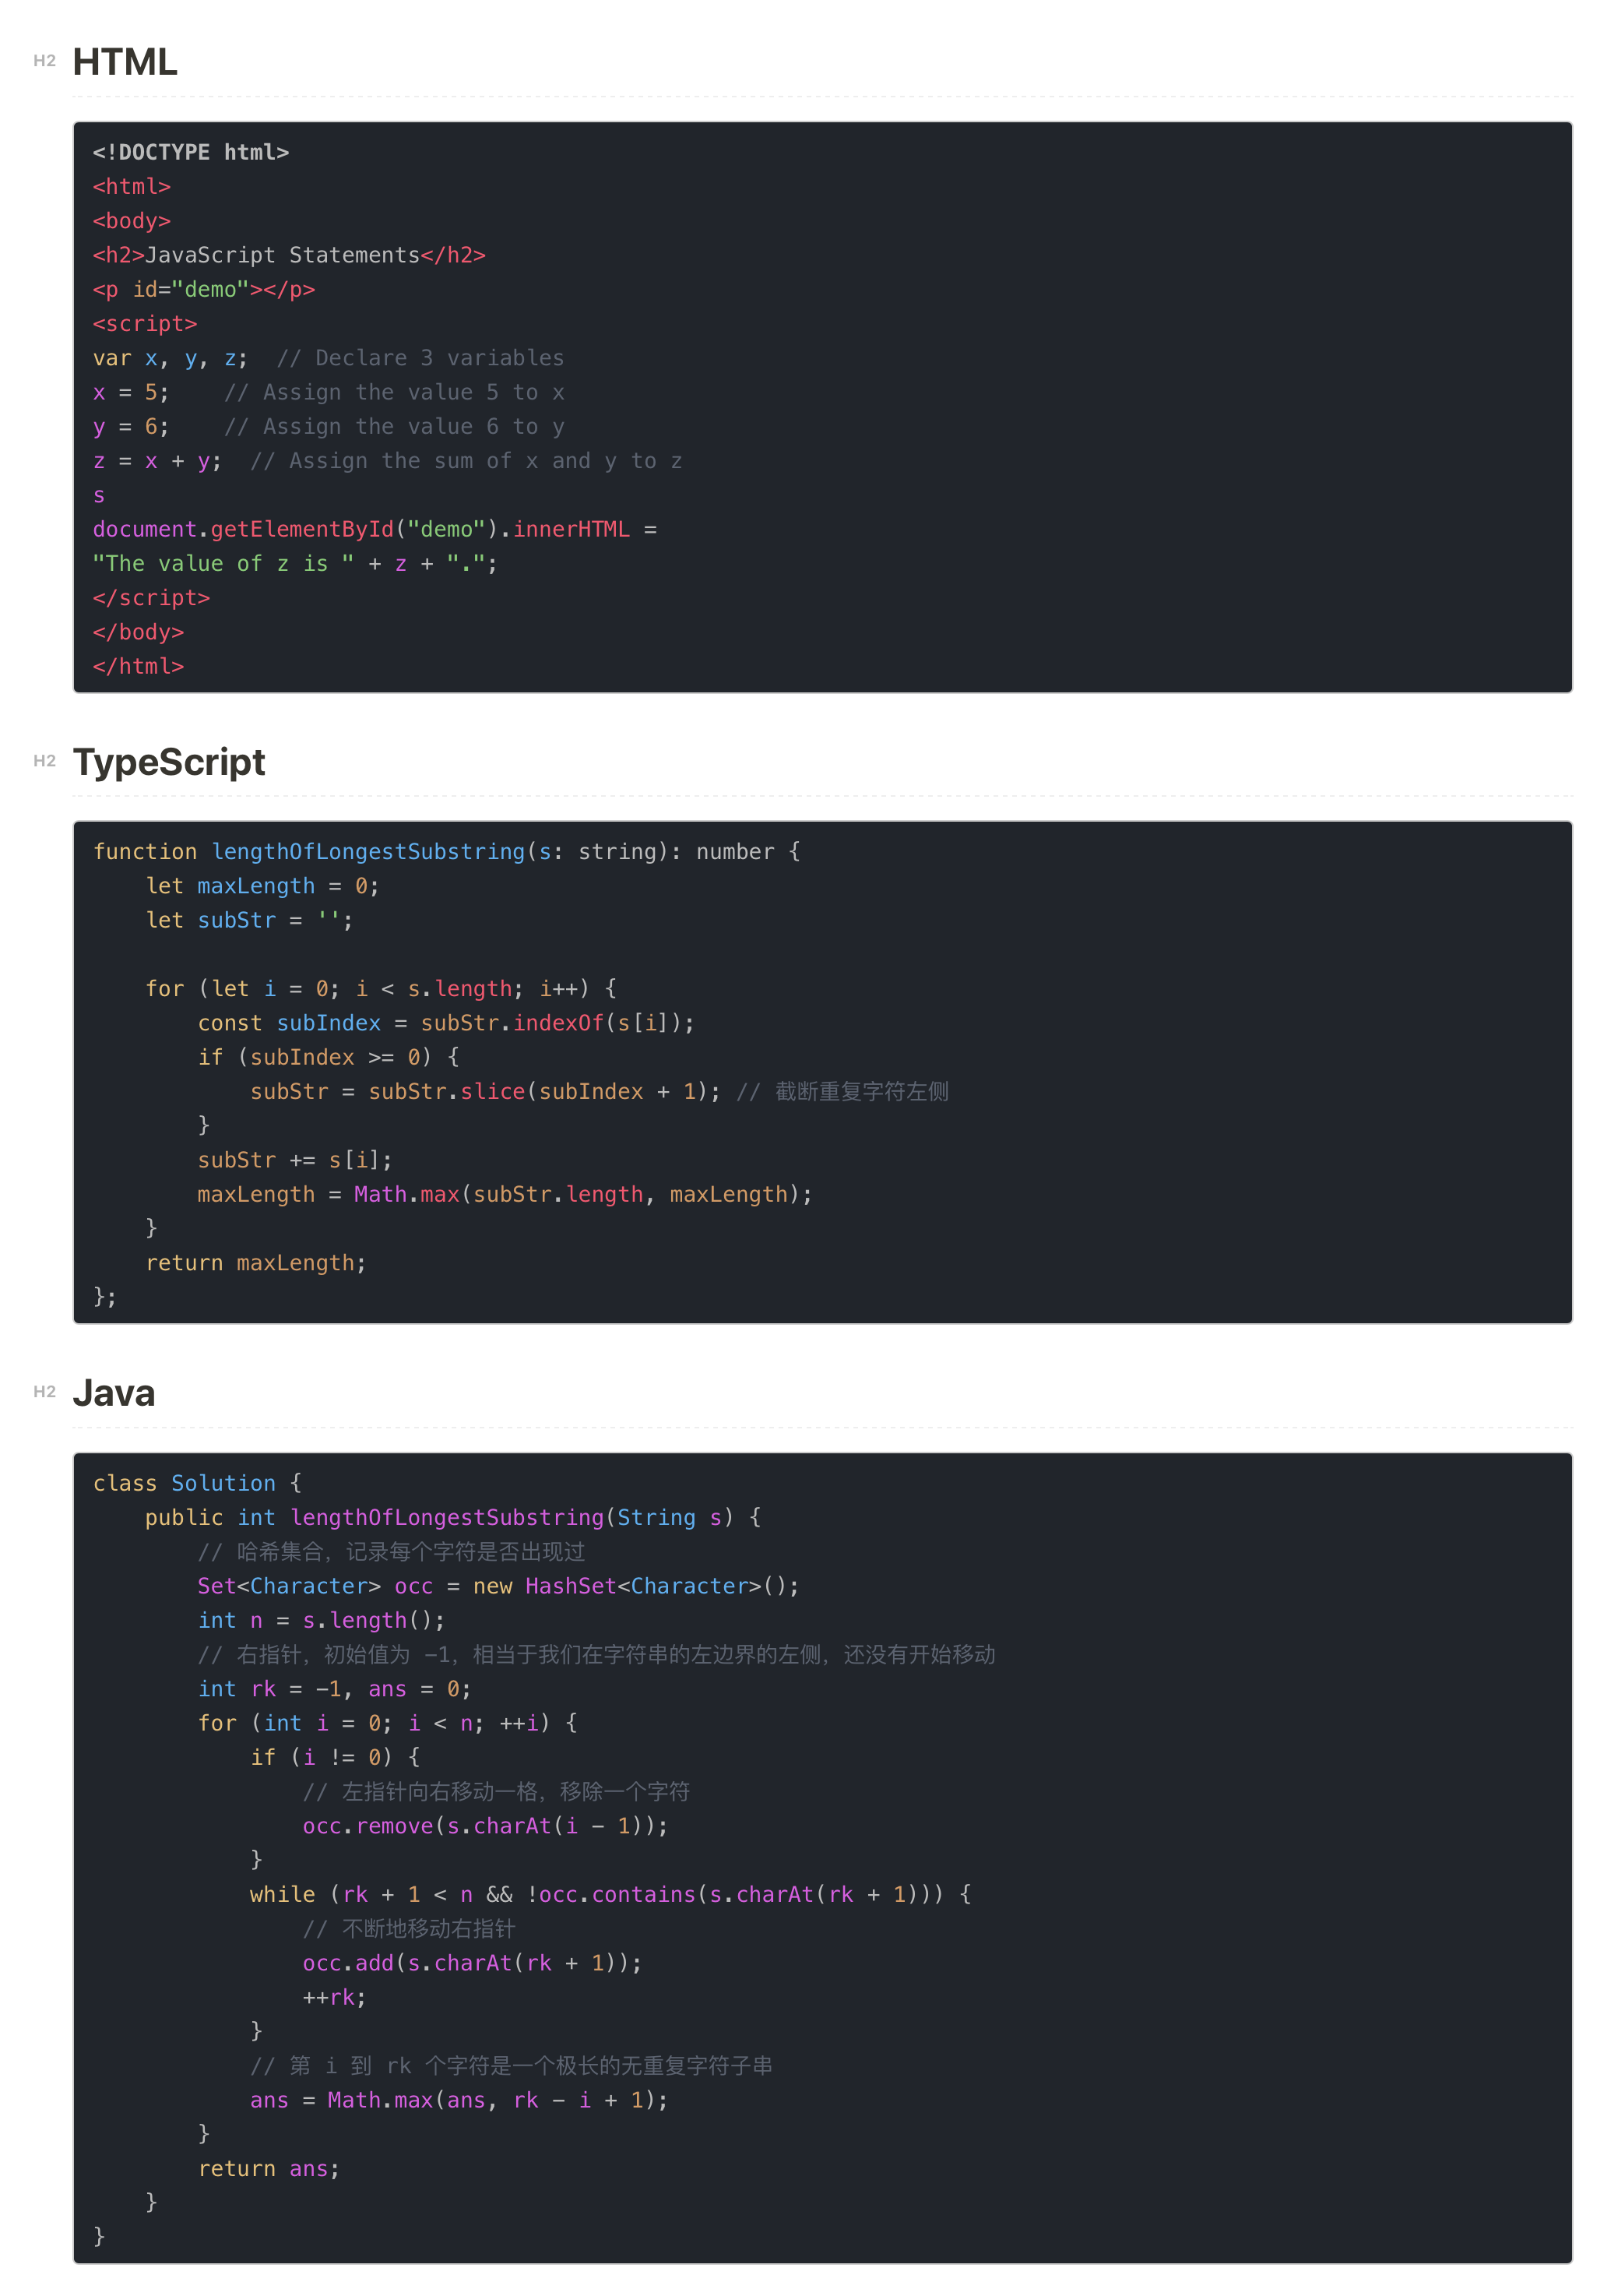 H2 HTML
<!DOCTYPE html>
<html>
<body>
<h2>JavaScript Statements</h2>
<p id="demo"></p>
<script>
var x, y, z;  // Declare 3 variables
x = 5;    // Assign the value 5 to x
y = 6;    // Assign the value 6 to y
z = x + y;  // Assign the sum of x and y to z
s
document.getElementById("demo").innerHTML =
"The value of z is " + z + ".";
</script>
</body>
</html>
H2 TypeScript
function lengthOfLongestSubstring(s: string): number {
    let maxLength = 0;
    let subStr = '';

    for (let i = 0; i < s.length; i++) {
        const subIndex = subStr.indexOf(s[i]);
        if (subIndex >= 0) {
            subStr = subStr.slice(subIndex + 1); // 截断重复字符左侧
        }
        subStr += s[i];
        maxLength = Math.max(subStr.length, maxLength);
    }
    return maxLength;
};
H2 Java
class Solution {
    public int lengthOfLongestSubstring(String s) {
        // 哈希集合，记录每个字符是否出现过
        Set<Character> occ = new HashSet<Character>();
        int n = s.length();
        // 右指针，初始值为 -1，相当于我们在字符串的左边界的左侧，还没有开始移动
        int rk = -1, ans = 0;
        for (int i = 0; i < n; ++i) {
            if (i != 0) {
                // 左指针向右移动一格，移除一个字符
                occ.remove(s.charAt(i - 1));
            }
            while (rk + 1 < n && !occ.contains(s.charAt(rk + 1))) {
                // 不断地移动右指针
                occ.add(s.charAt(rk + 1));
                ++rk;
            }
            // 第 i 到 rk 个字符是一个极长的无重复字符子串
            ans = Math.max(ans, rk - i + 1);
        }
        return ans;
    }
}